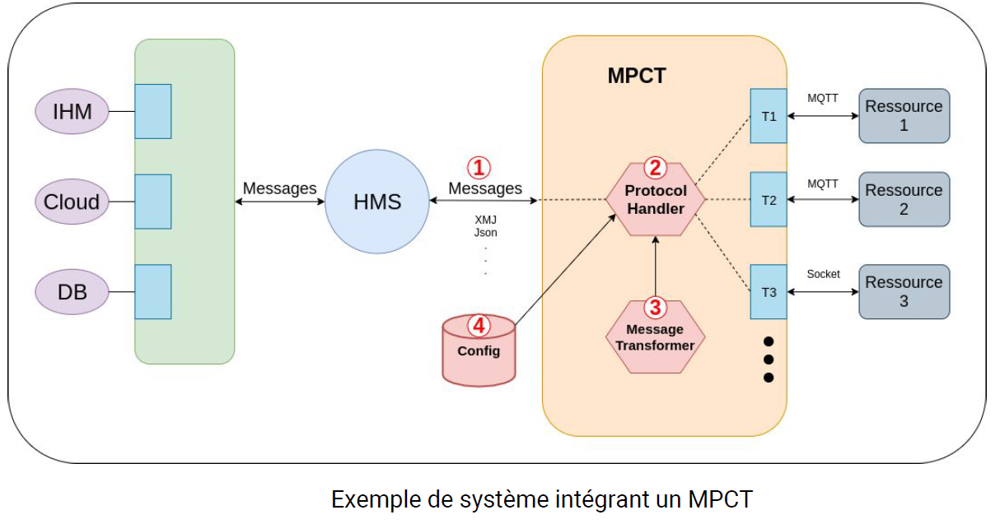 IHM
Cloud
DB
Messages
HMS
1
Messages
XMJ
Json
.
.
.
4
Config
MPCT
2
Protocol
Handler
3
Message
Transformer
T1
T2
T3
MQTT
MQTT
Socket
Ressource
1
Ressource
2
Ressource
3
Exemple de système intégrant un MPCT